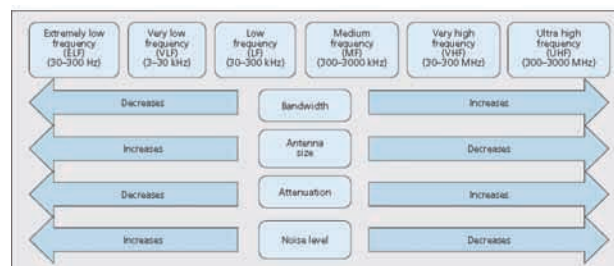 Extremely low
frequency
(ELF)
(30–300 Hz)
Very low
frequency
(VLF)
(3–30 kHz)
Low
frequency
(LF)
(30–300 kHz)
Medium
frequency
(MF)
(300-3000 kHz)
Very high
frequency
(VHF)
(30–300 MHz)
Ultra high
frequency
(UHF)
(300-3000 MHz)
Decreases
Bandwidth
Increases
Increases
Antenna
size
Decreases
Decreases
Attenuation
Increases
Increases
Noise level
Decreases